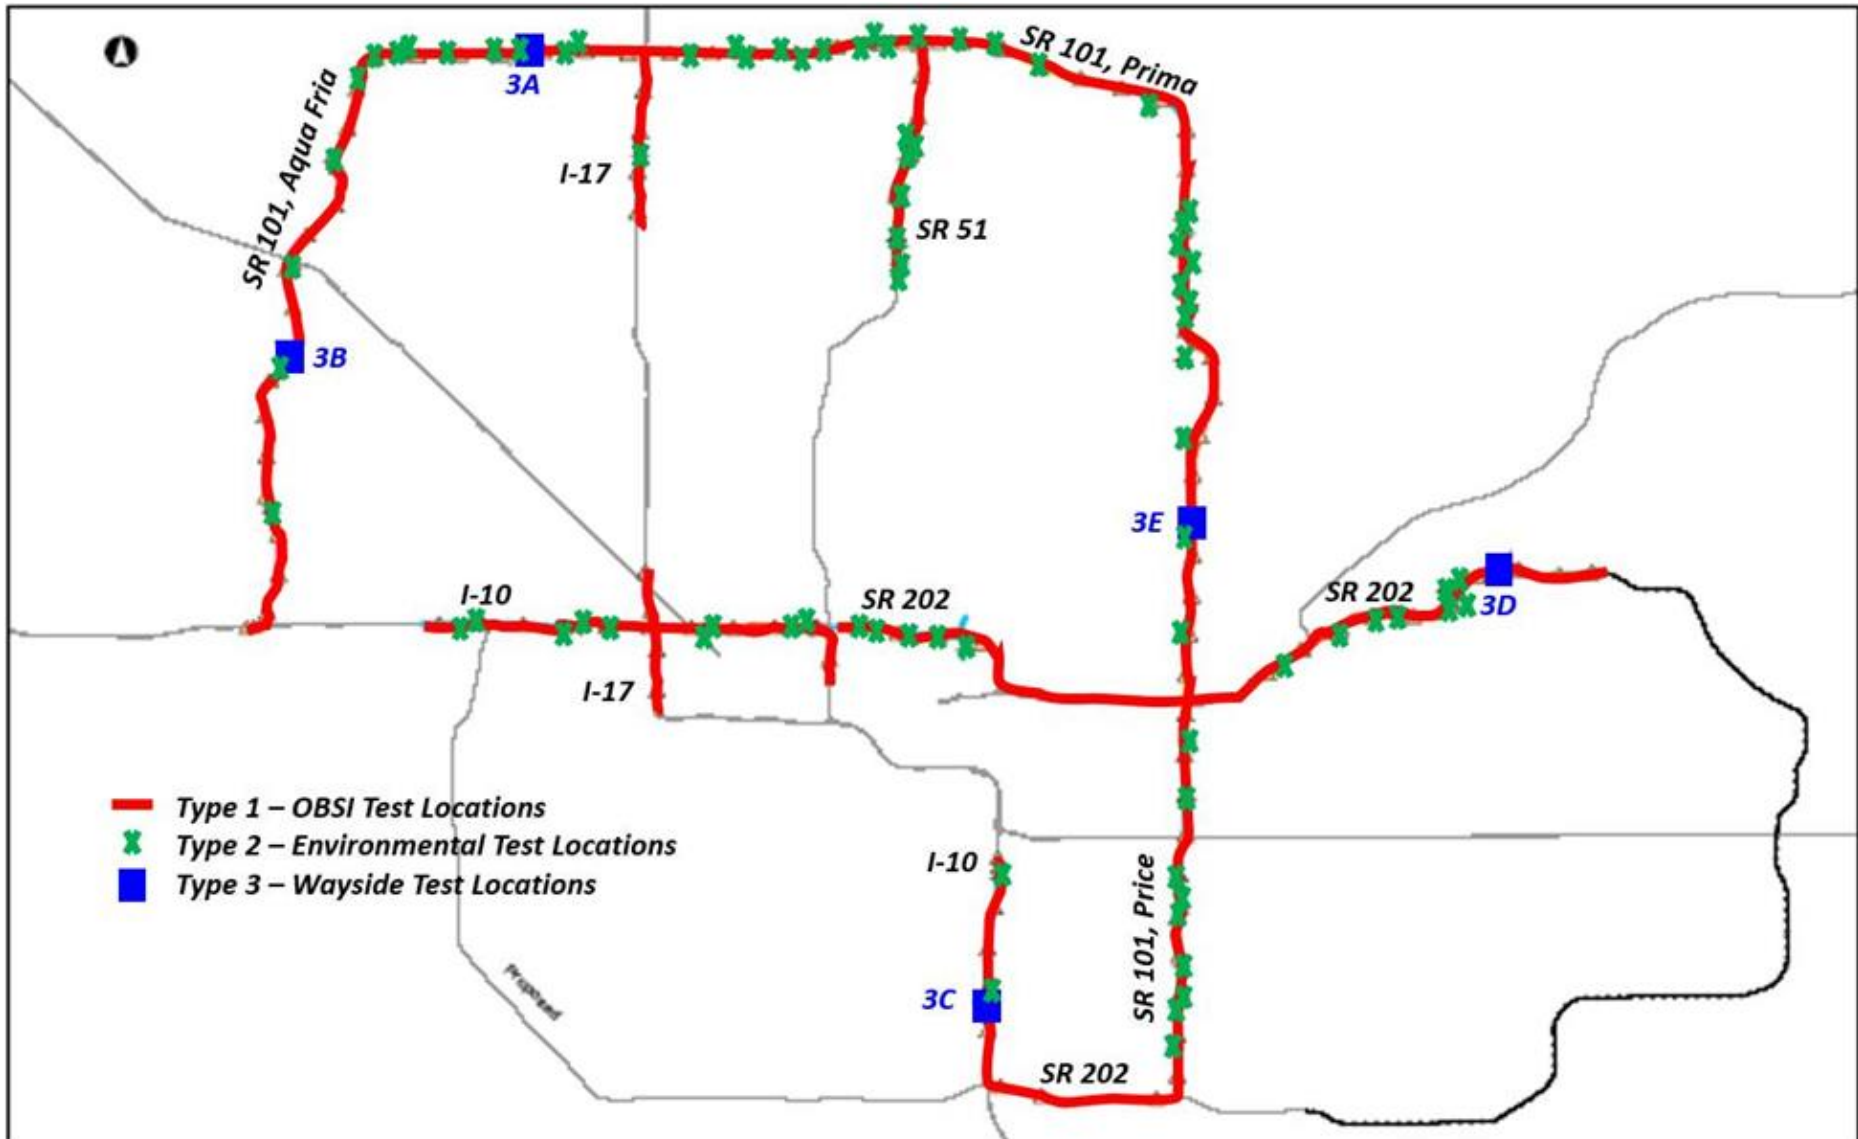 SR 101, Prima
3A
SR 101, Aqua Fria
I-17
SR 51
3B
3E
I-10
SR 202
SR 202
3D
I-17
Type 1 – OBSI Test Locations
Type 2 – Environmental Test Locations
Type 3 – Wayside Test Locations
I-10
SR 101, Price
3C
SR 202